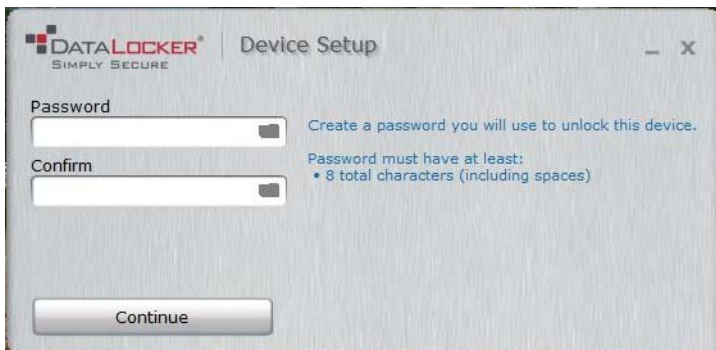 DATALOCKER®
SIMPLY SECURE
Device Setup
Password
Create a password you will use to unlock this device.
Password must have at least:
• 8 total characters (including spaces)
Confirm
Continue